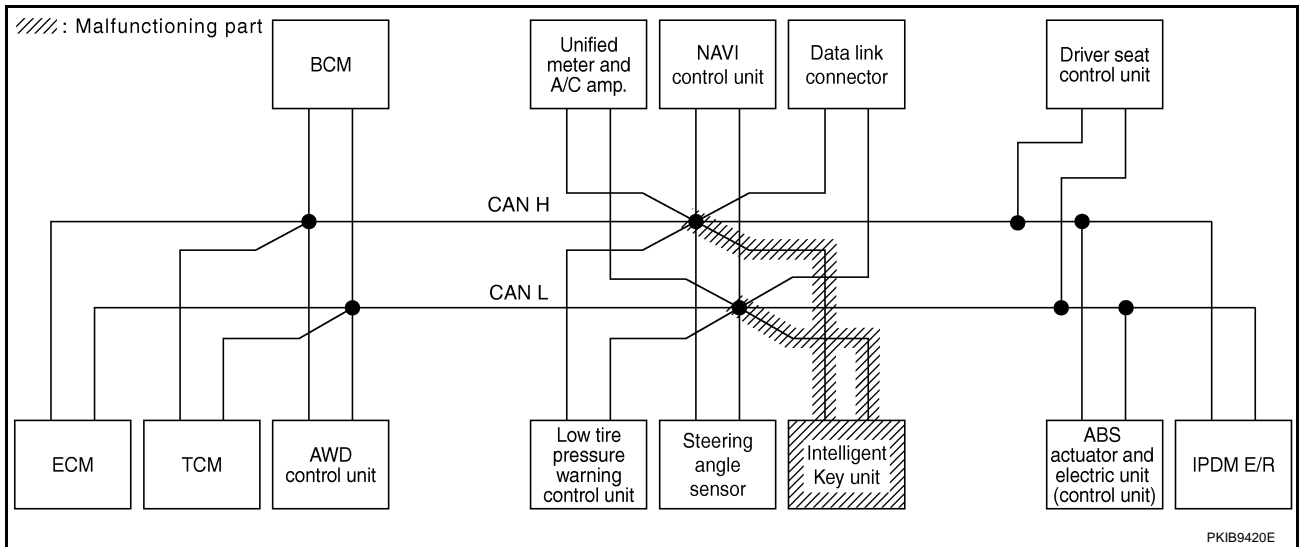 : Malfunctioning part
BCM
Unified
meter and
A/C amp.
NAVI
control unit
Data link
connector
Driver seat
control unit
CAN H
CAN L
ECM
TCM
AWD
control unit
Low tire
pressure
warning
control unit
Steering
angle
sensor
Intelligent
Key unit
ABS
actuator and
electric unit
(control unit)
IPDM E/R
PKIB9420E